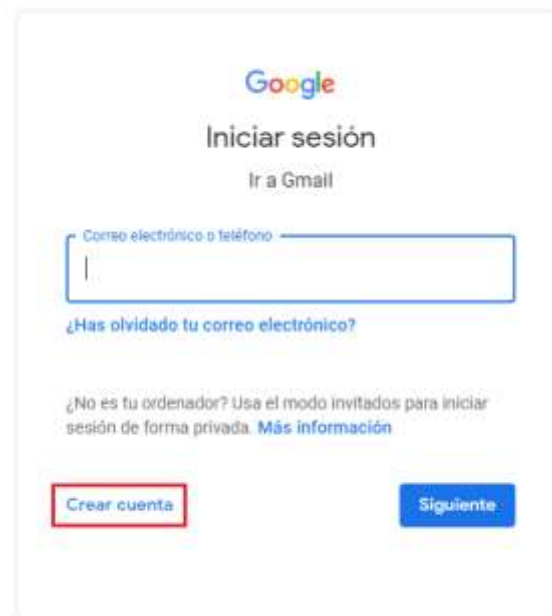 Google
Iniciar sesión
Ir a Gmail
Correo electrónico o teléfono
¿Has olvidado tu correo electrónico?
¿No es tu ordenador? Usa el modo invitados para iniciar
sesión de forma privada. Más información
Crear cuenta
Siguiente